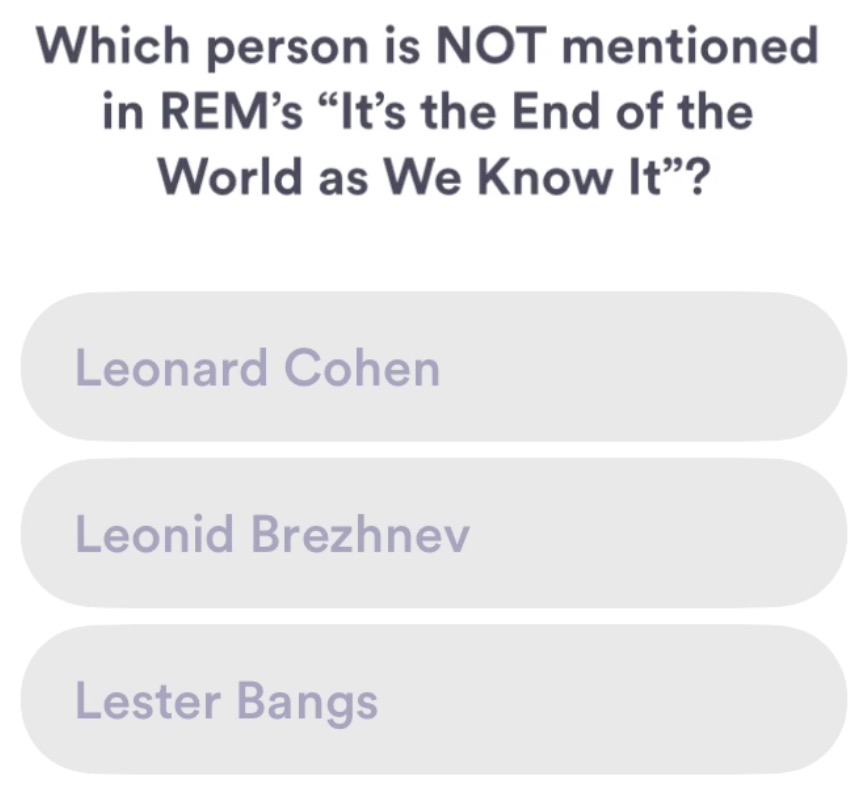 Which person is NOT mentioned
in REM’s “It’s the End of the
World as We Know It”?
Leonard Cohen
Leonid Brezhnev
Lester Bangs